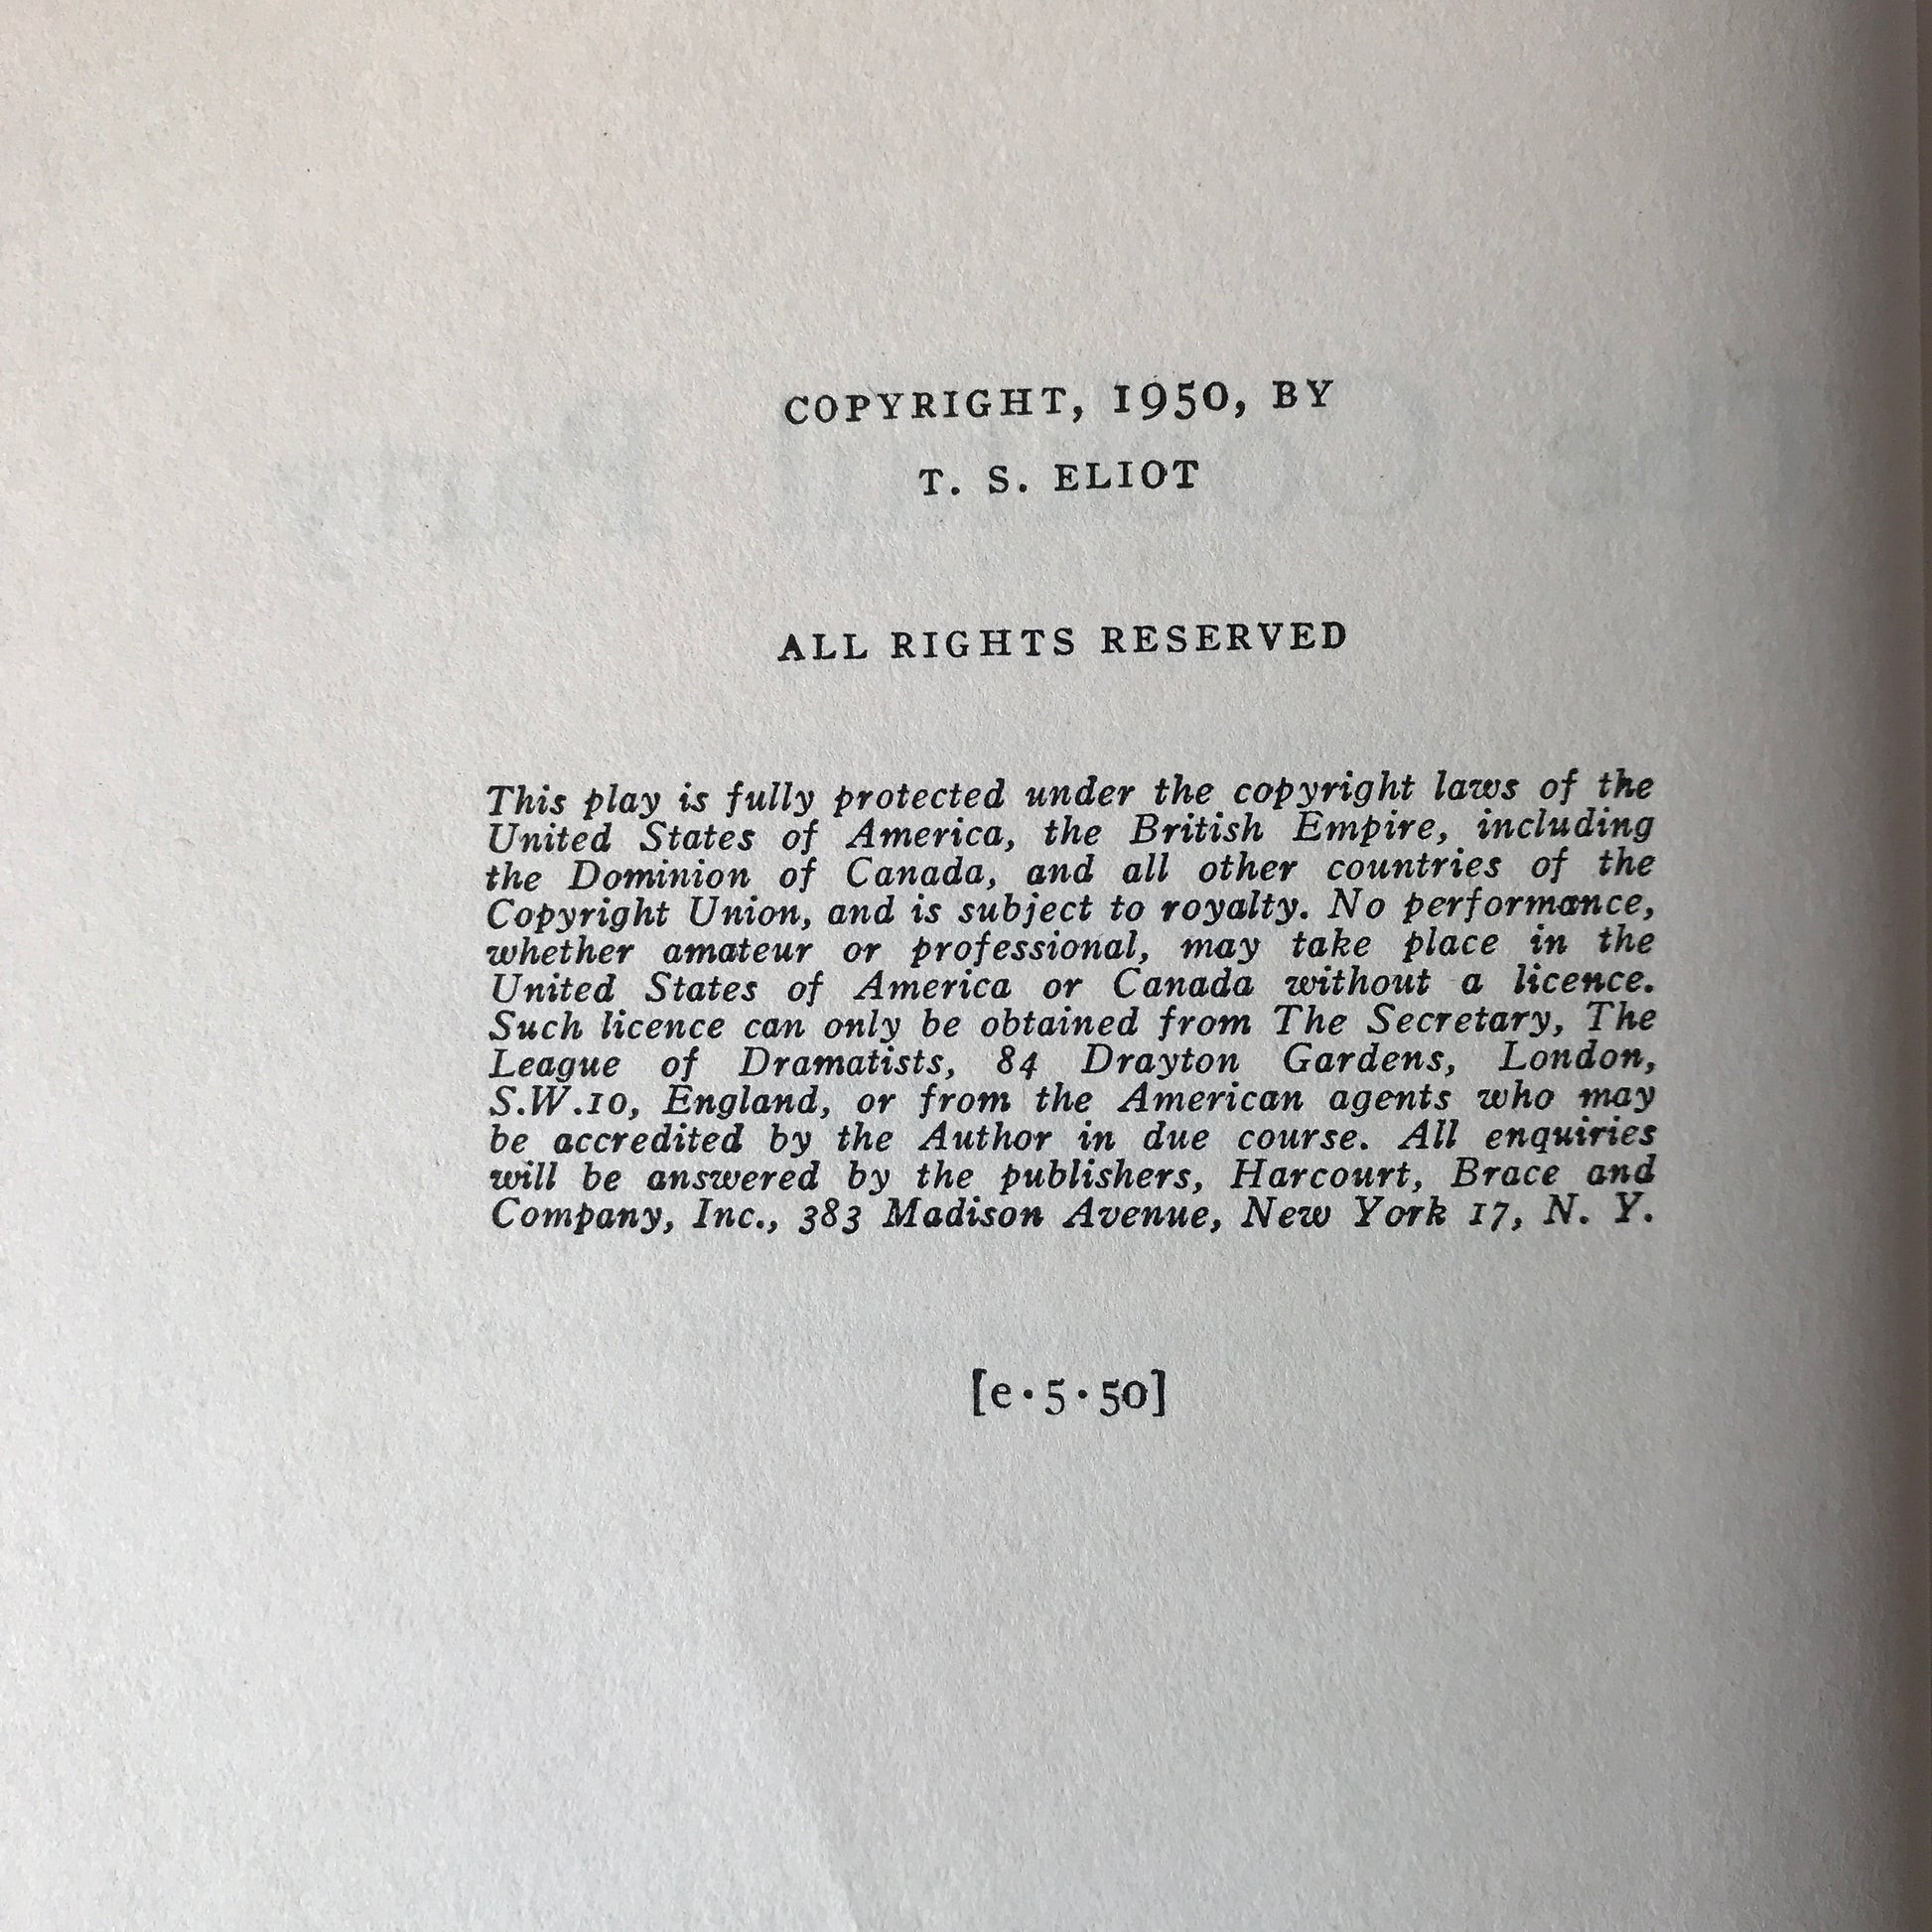 COPYRIGHT, 1950, BY
T. S. ELIOT
ALL RIGHTS RESERVED
This play is fully protected under the copyright laws of the
United States of America, the British Empire, including
the Dominion of Canada, and all other countries of the
Copyright Union, and is subject to royalty. No performance,
whether amateur or professional, may take place in the
United States of America or Canada without a licence.
Such licence can only be obtained from The Secretary, The
League of Dramatists, 84 Drayton Gardens, London,
S.W.10, England, or from the American agents who may
be accredited by the Author in due course. All enquiries
will be answered by the publishers, Harcourt, Brace and
Company, Inc., 383 Madison Avenue, New York 17, N. Y.
[e·5·50]